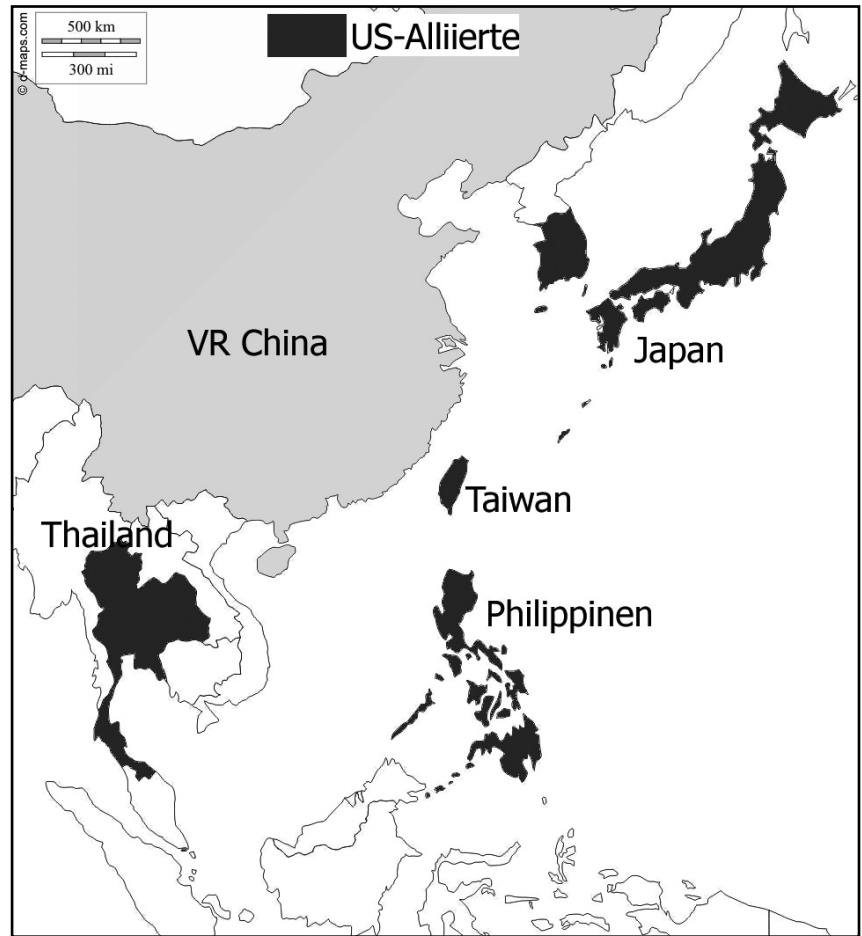 500 km
300 mi
© d-maps.com
US-Alliierte
VR China
Japan
Taiwan
Thailand
Philippinen